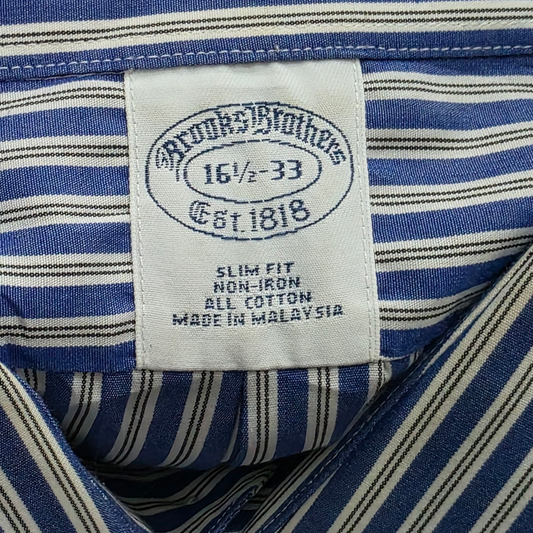 Brooks Brothers
16½-33
Est. 1818
SLIM FIT
NON-IRON
ALL COTTON
MADE IN MALAYSIA